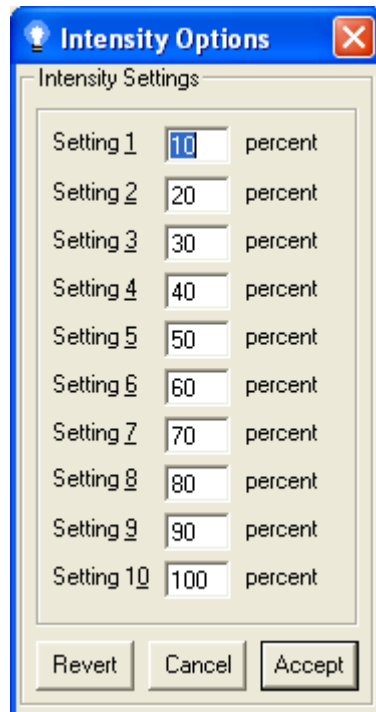 Intensity Options
Intensity Settings
Setting 1 10 percent
Setting 2 20 percent
Setting 3 30 percent
Setting 4 40 percent
Setting 5 50 percent
Setting 6 60 percent
Setting 7 70 percent
Setting 8 80 percent
Setting 9 90 percent
Setting 10 100 percent
Revert Cancel Accept